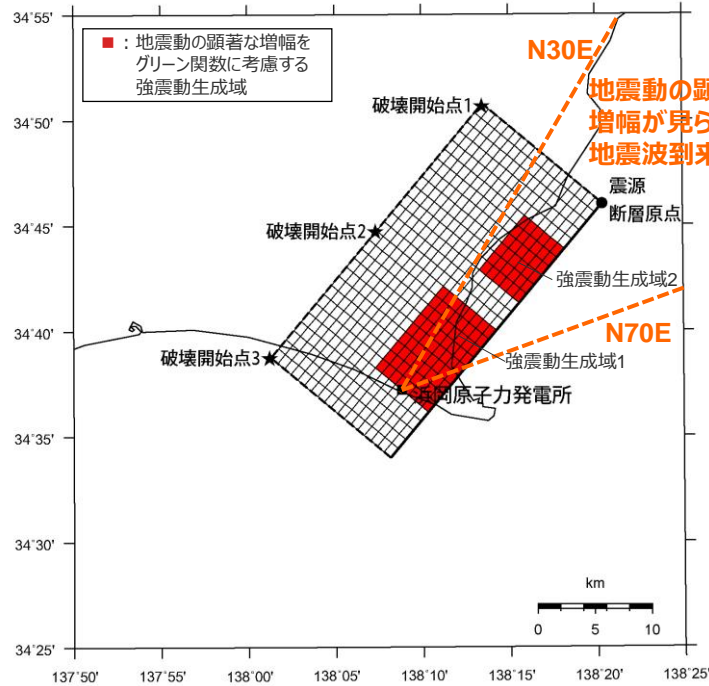 34°55'
■：地震動の顕著な増幅を
グリーン関数に考慮する
強震動生成域
N30E
地震動の顕
増幅が見ら
地震波到来
34°50'
破壊開始点1
震源
断層原点
破壊開始点2
34°45'
強震動生成域2
34°40'
N70E
破壊開始点3
強震動生成域1
浜岡原子力発電所
34°35'
34°30'
km
0 5 10
34°25'
137°50' 137°55' 138°00' 138°05' 138°10' 138°15' 138°20' 138°25'